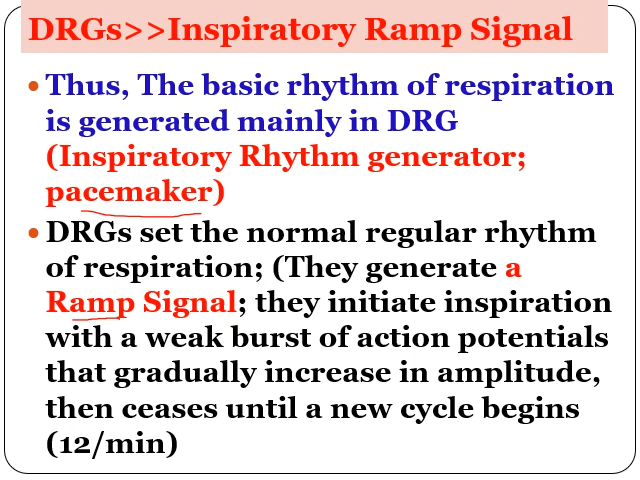 DRGs>>Inspiratory Ramp Signal
• Thus, The basic rhythm of respiration
is generated mainly in DRG
(Inspiratory Rhythm generator;
pacemaker)
• DRGs set the normal regular rhythm
of respiration; (They generate a
Ramp Signal; they initiate inspiration
with a weak burst of action potentials
that gradually increase in amplitude,
then ceases until a new cycle begins
(12/min)